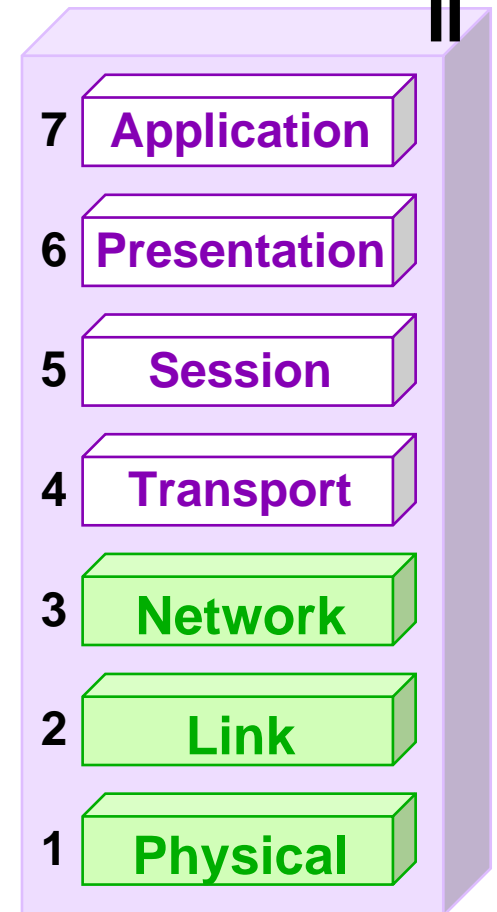 7 Application
6 Presentation
5 Session
4 Transport
3 Network
2 Link
1 Physical